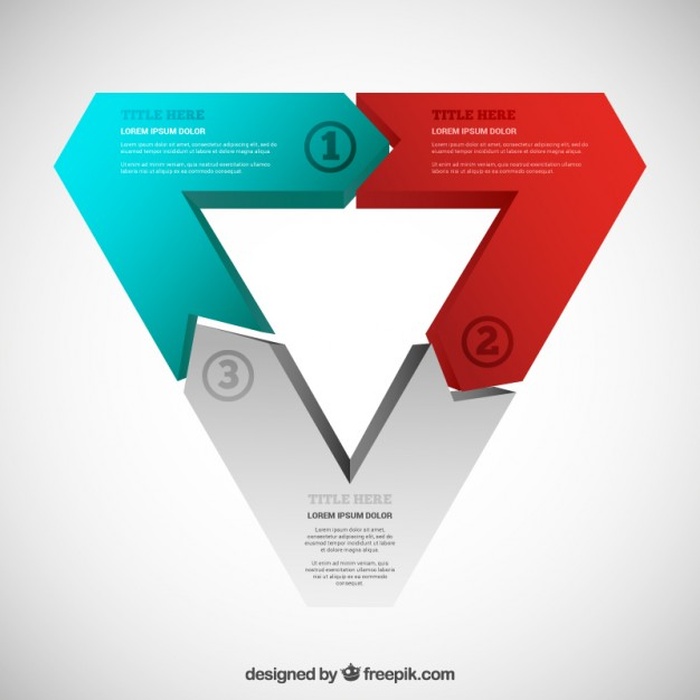 TITLE HERE
LOREM IPSUM DOLOR
Lorem ipsum dolor sit amet, consectetur adipiscing elit, sed do
eiusmod tempor incididunt ut labore et dolore magna aliqua.
Ut enim ad minim veniam, quis nostrud exercitation ullamco
laboris nisi ut aliquip ex ea commodo consequat.
1
TITLE HERE
LOREM IPSUM DOLOR
Lorem ipsum dolor sit amet, consectetur adipiscing elit, sed do
eiusmod tempor incididunt ut labore et dolore magna aliqua.
Ut enim ad minim veniam, quis nostrud exercitation ullamco
laboris nisi ut aliquip ex ea commodo consequat.
2
3
TITLE HERE
LOREM IPSUM DOLOR
Lorem ipsum dolor sit amet,
consectetur adipiscing elit, sed do
eiusmod tempor incididunt ut labore
et dolore magna aliqua.
Ut enim ad minim veniam, quis
nostrud exercitation ullamco laboris
nisi ut aliquip ex ea commodo
consequat.
designed by freepik.com